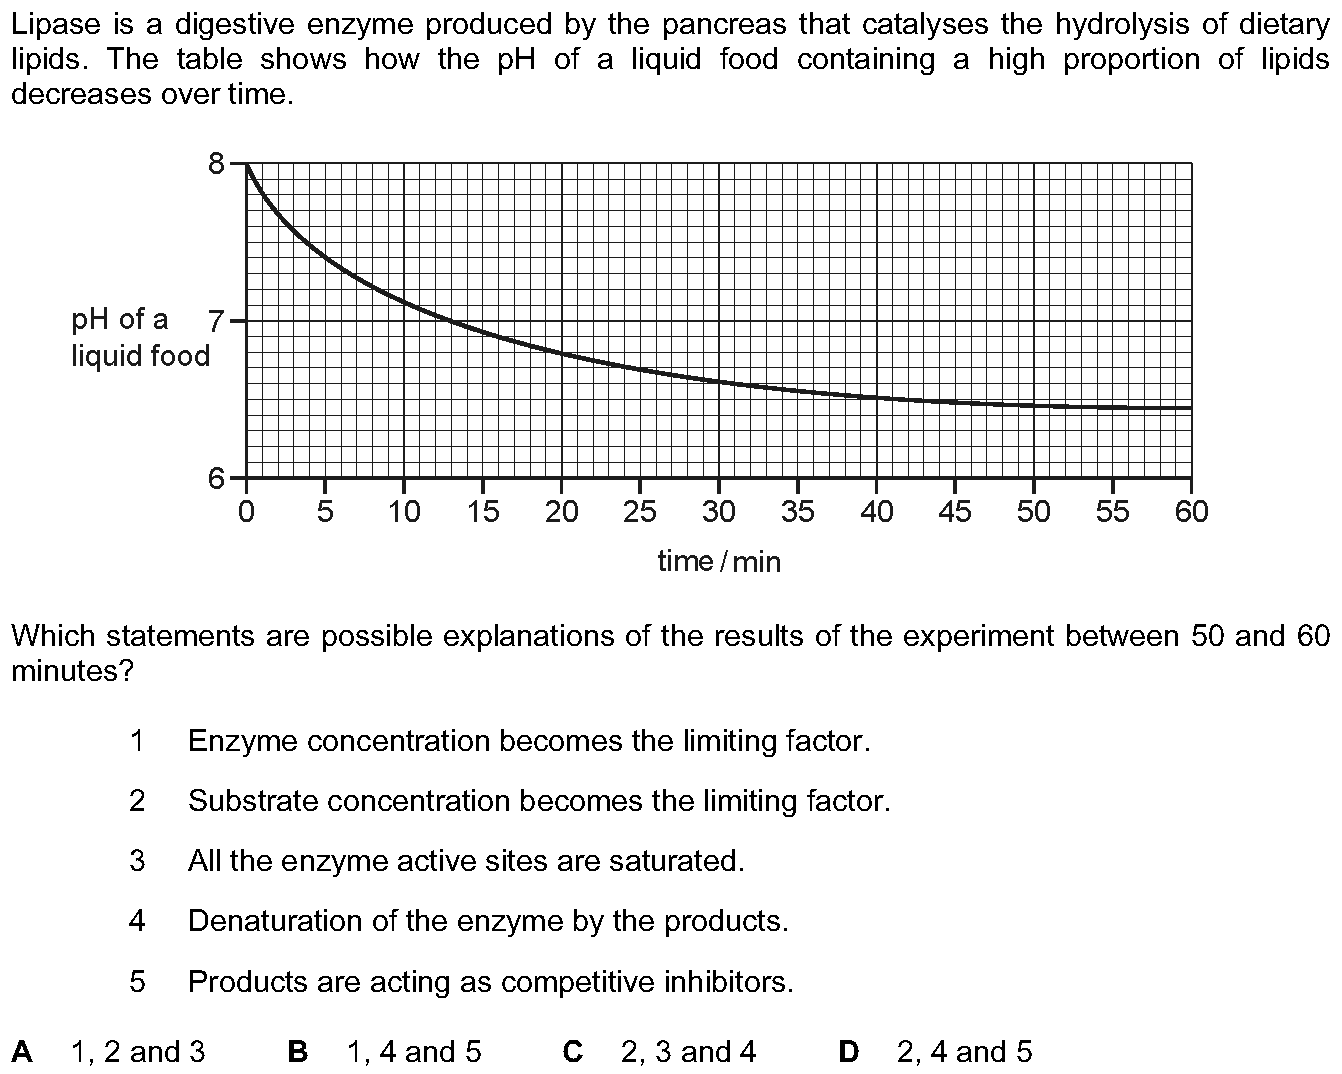 Lipase is a digestive enzyme produced by the pancreas that catalyses the hydrolysis of dietary
lipids. The table shows how the pH of a liquid food containing a high proportion of lipids
decreases over time.
8
pH of a
liquid food
7
6
0 5 10 15 20 25 30 35 40 45 50 55 60
time / min
Which statements are possible explanations of the results of the experiment between 50 and 60
minutes?
1 Enzyme concentration becomes the limiting factor.
2 Substrate concentration becomes the limiting factor.
3 All the enzyme active sites are saturated.
4 Denaturation of the enzyme by the products.
5 Products are acting as competitive inhibitors.
A 1, 2 and 3 B 1, 4 and 5 C 2, 3 and 4 D 2, 4 and 5